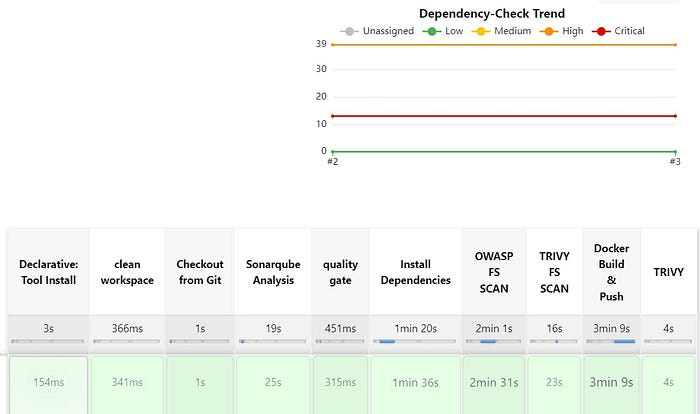 Dependency-Check Trend
Unassigned Low Medium High Critical
39
30
20
10
0
#2 #3
Declarative: Tool Install
clean workspace
Checkout from Git
Sonarqube Analysis
quality gate
Install Dependencies
OWASP FS SCAN
TRIVY FS SCAN
Docker Build & Push
TRIVY
3s 366ms 1s 19s 451ms 1min 20s 2min 1s 16s 3min 9s 4s
154ms 341ms 1s 25s 315ms 1min 36s 2min 31s 23s 3min 9s 4s